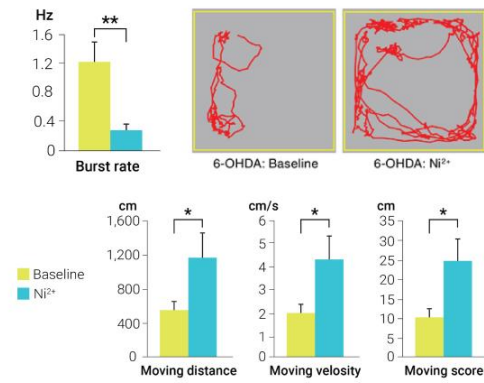 Hz
1.6
1.2
0.8
0.4
0
**
Burst rate
6-OHDA: Baseline
6-OHDA: Ni²⁺
Baseline
Ni²⁺
cm
1,600
1,200
800
400
0
*
Moving distance
cm/s
6
5
4
3
2
1
0
*
Moving velosity
cm
35
30
25
20
15
10
5
0
*
Moving score